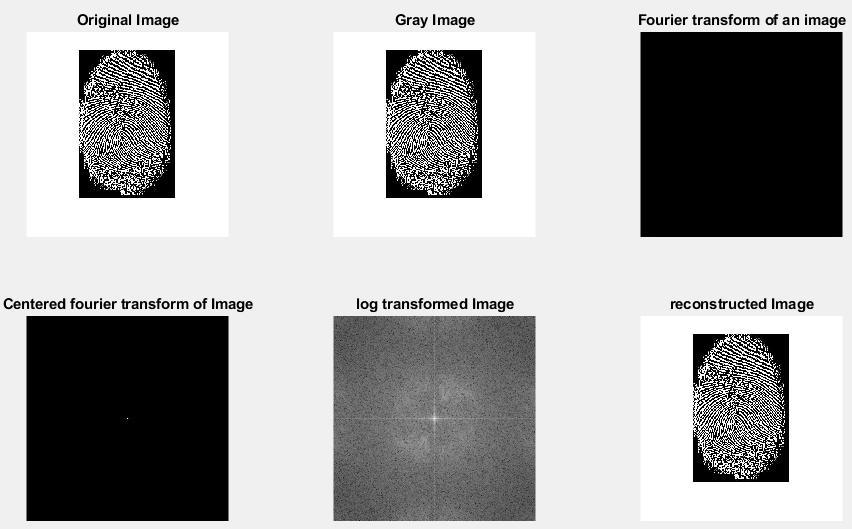 Original Image
Gray Image
Fourier transform of an image
Centered fourier transform of Image
log transformed Image
reconstructed Image